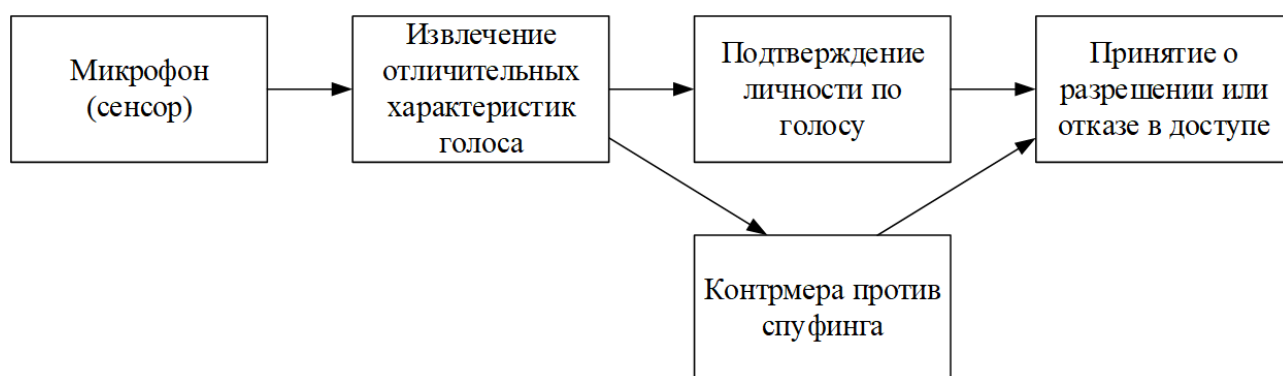 Микрофон
(сенсор)
Извлечение
отличительных
характеристик
голоса
Подтверждение
личности по
голосу
Принятие о
разрешении или
отказе в доступе
Контрмера против
спуфинга